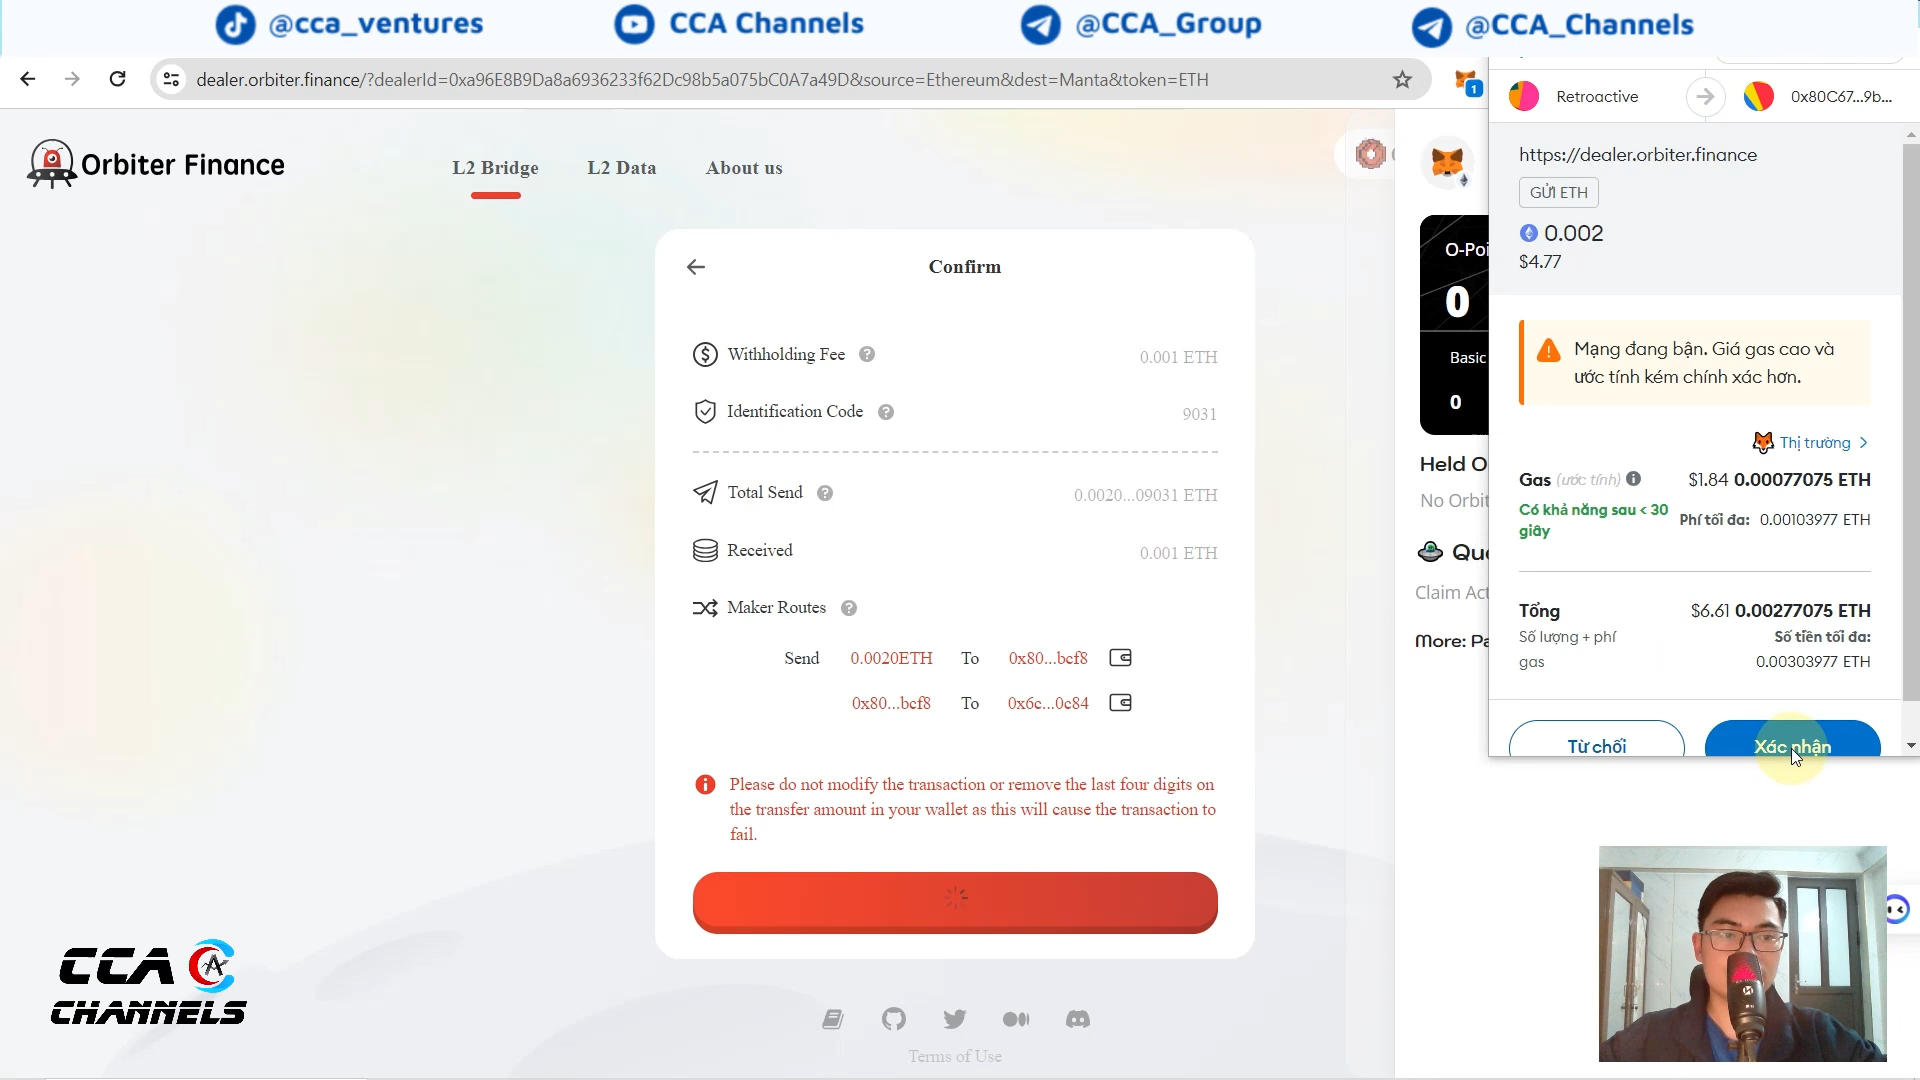 @cca_ventures
CCA Channels
@CCA_Group
@CCA_Channels
dealer.orbiter.finance/?dealerId=0xa96E8B9Da8a6936233f62Dc98b5a075bC0A7a49D&source=Ethereum&dest=Manta&token=ETH
1
Orbiter Finance
L2 Bridge
L2 Data
About us
Confirm
Withholding Fee
0.001 ETH
Identification Code
9031
Total Send
0.0020...09031 ETH
Received
0.001 ETH
Maker Routes
Send 0.0020ETH To 0x80...bcf8
0x80...bcf8 To 0x6c...0c84
Please do not modify the transaction or remove the last four digits on
the transfer amount in your wallet as this will cause the transaction to
fail.
Terms of Use
CCA
CHANNELS
O-Poi
0
Basic
0
Held O
No Orbit
Que
Claim Act
More: Pa
Retroactive
0x80C67...9b...
https://dealer.orbiter.finance
GỬI ETH
0.002
$4.77
Mạng đang bận. Giá gas cao và
ước tính kém chính xác hơn.
Thị trường >
Gas (ước tính) $1.84 0.00077075 ETH
Có khả năng sau < 30
giây
Phí tối đa: 0.00103977 ETH
Tổng $6.61 0.00277075 ETH
Số lượng + phí
gas
Số tiền tối đa:
0.00303977 ETH
Từ chối
Xác nhận